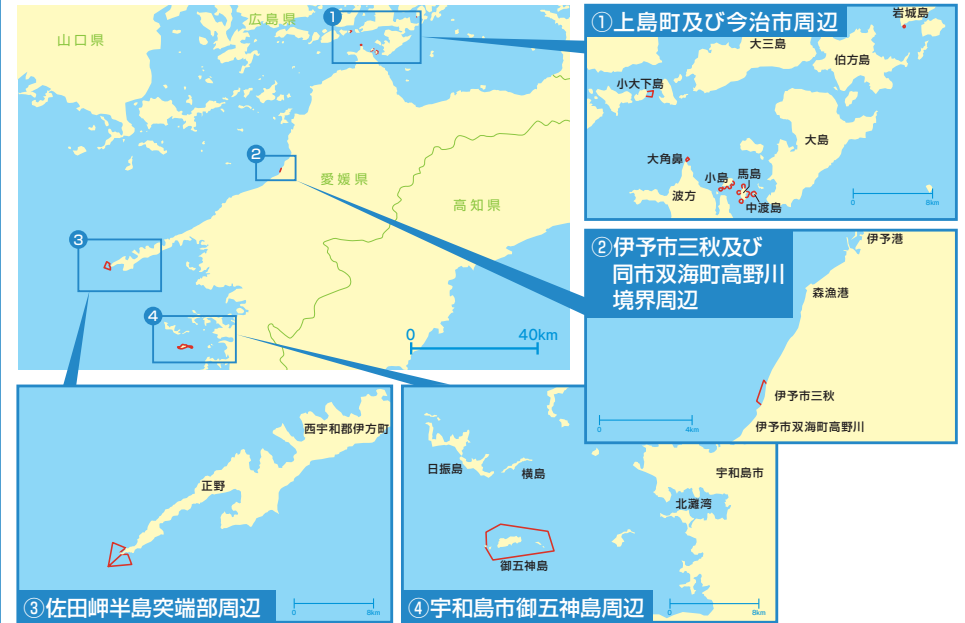 広島県
山口県
愛媛県
高知県
1
2
3
4
0
40km
①上島町及び今治市周辺
岩城島
大三島
伯方島
小大下島
大島
大角鼻
小島
馬島
波方
中渡島
0
8km
②伊予市三秋及び
同市双海町高野川
境界周辺
伊予港
森漁港
伊予市三秋
伊予市双海町高野川
0
4km
西宇和郡伊方町
正野
③佐田岬半島突端部周辺
0
8km
日振島
横島
宇和島市
北灘湾
御五神島
④宇和島市御五神島周辺
0
8km